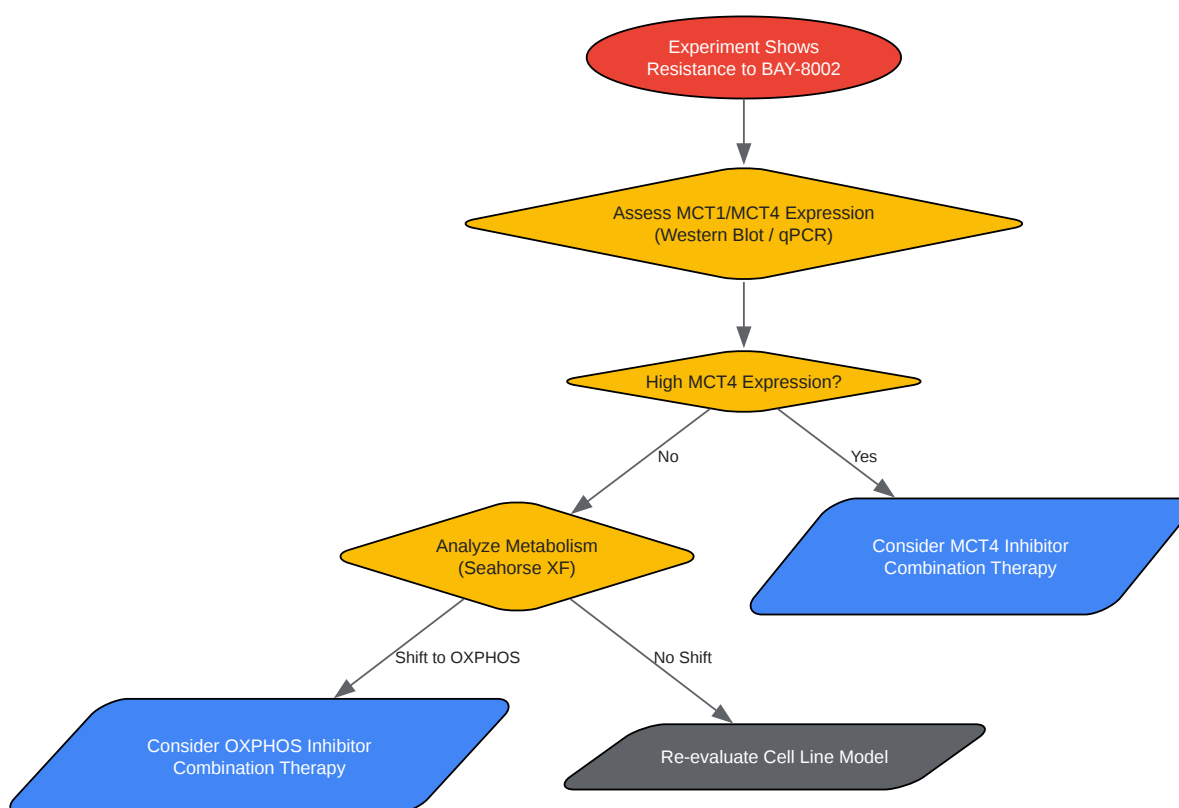 Experiment Shows
Resistance to BAY-8002
Assess MCT1/MCT4 Expression
(Western Blot / qPCR)
High MCT4 Expression?
No
Yes
Analyze Metabolism
(Seahorse XF)
Consider MCT4 Inhibitor
Combination Therapy
Shift to OXPHOS
No Shift
Consider OXPHOS Inhibitor
Combination Therapy
Re-evaluate Cell Line Model